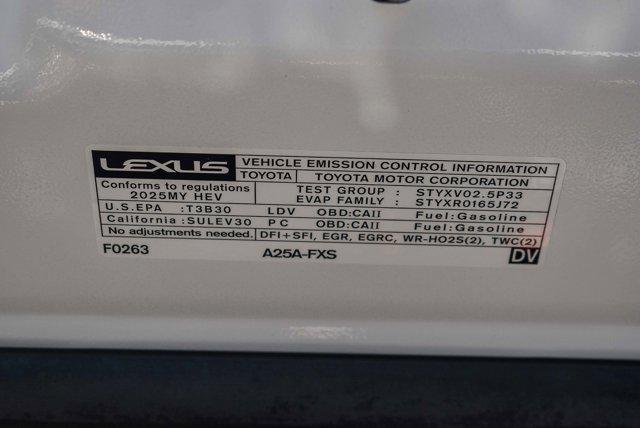 LEXUS VEHICLE EMISSION CONTROL INFORMATION
TOYOTA TOYOTA MOTOR CORPORATION
Conforms to regulations TEST GROUP : STYXV02.5P33
2025MY HEV EVAP FAMILY : STYXR0165J72
U.S.EPA :T3B30 LDV OBD:CAII Fuel:Gasoline
California:SULEV30 PC OBD:CAII Fuel:Gasoline
No adjustments needed. DFI+SFI, EGR, EGRC, WR-HO2S(2), TWC(2)
F0263 A25A-FXS DV